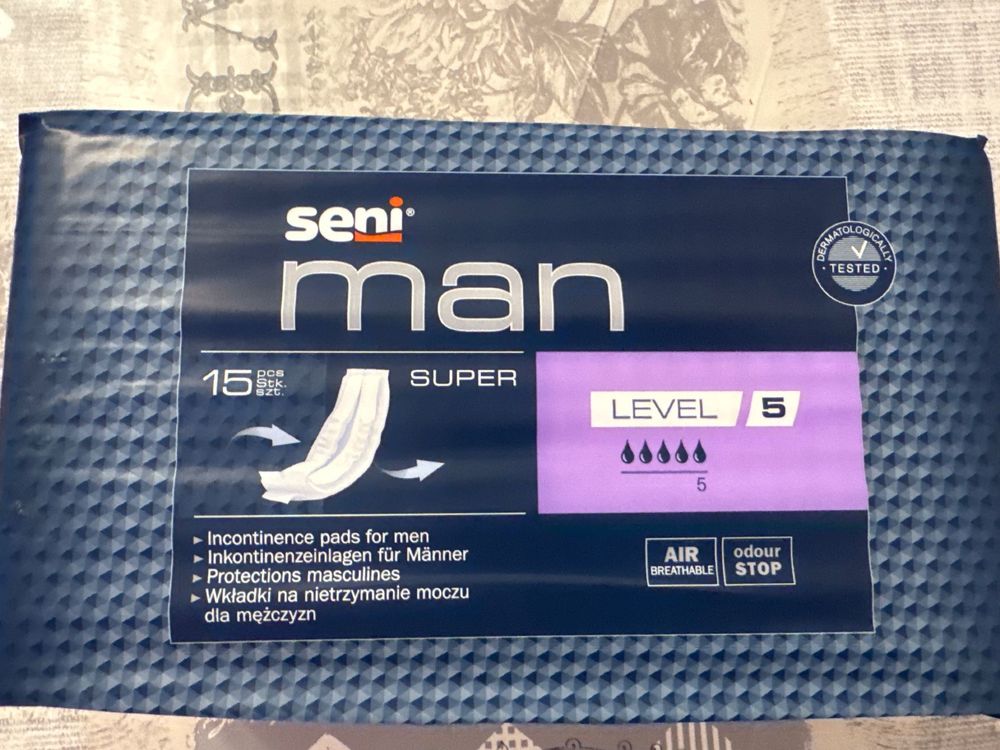 seni®
man
DERMATOLOGICALLY
TESTED
15 pcs
Stk.
szt.
SUPER
LEVEL 5
5
▸ Incontinence pads for men
▸ Inkontinenzeinlagen für Männer
▸ Protections masculines
▸ Wkładki na nietrzymanie moczu
dla mężczyzn
AIR
BREATHABLE
odour
STOP